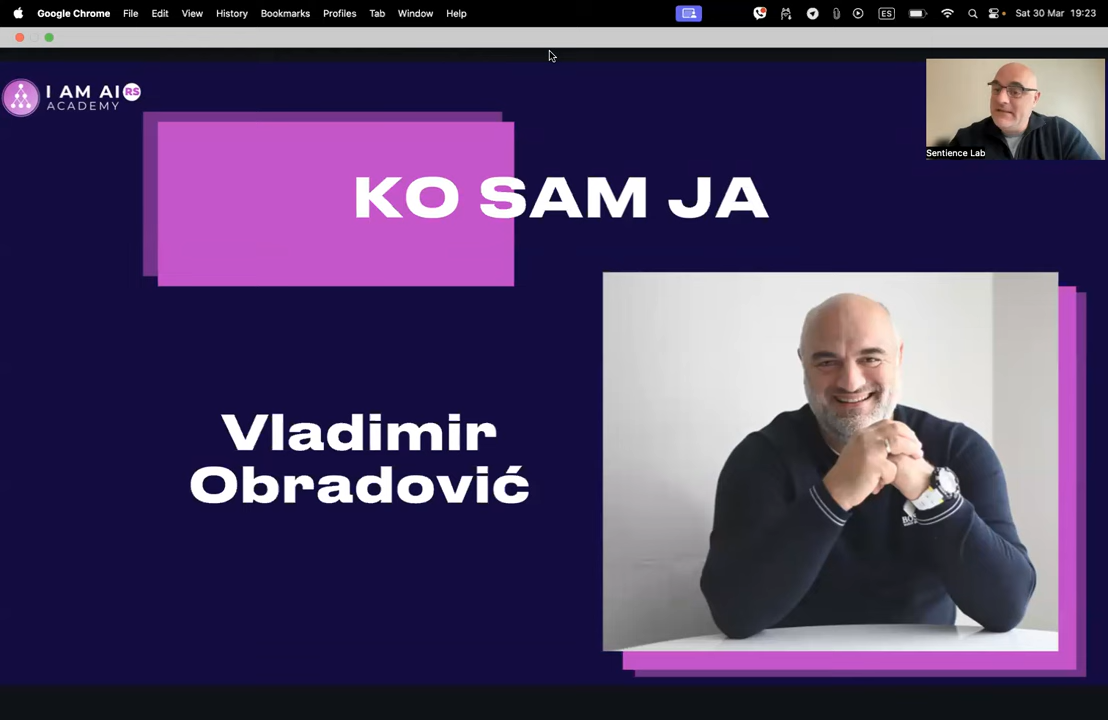 Google Chrome File Edit View History Bookmarks Profiles Tab Window Help ES Sat 30 Mar 19:23
I AM AI RS
ACADEMY
Sentience Lab
KO SAM JA
Vladimir
Obradović